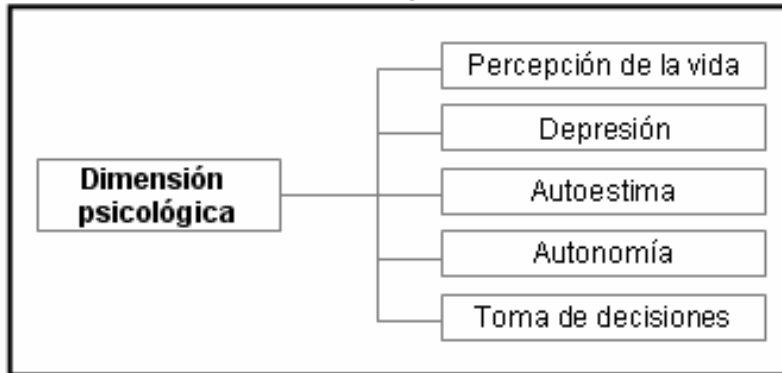 Percepción de la vida
Depresión
Dimensión
psicológica
Autoestima
Autonomía
Toma de decisiones